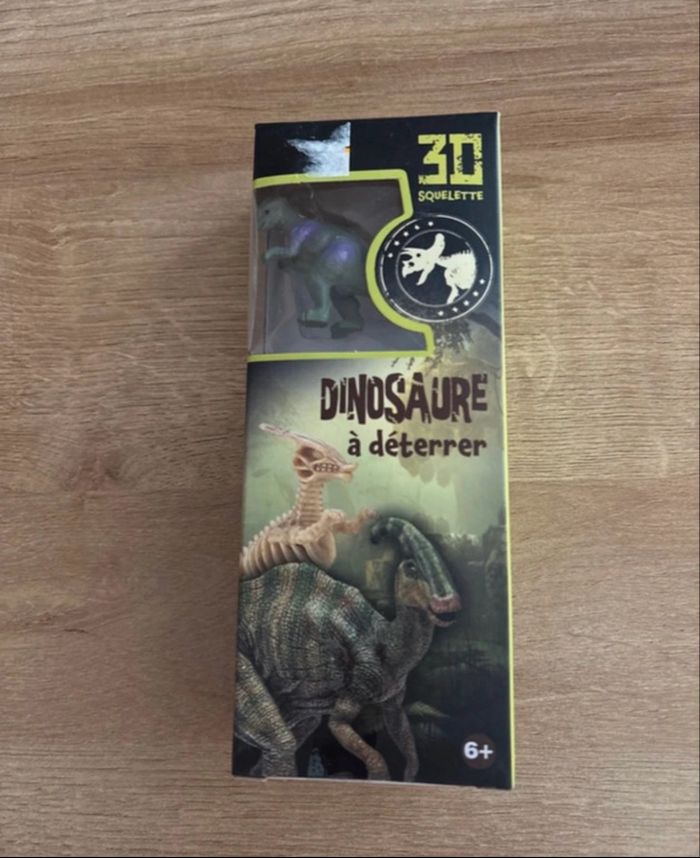 3D
SQUELETTE
DINOSAURE
à déterrer
6+